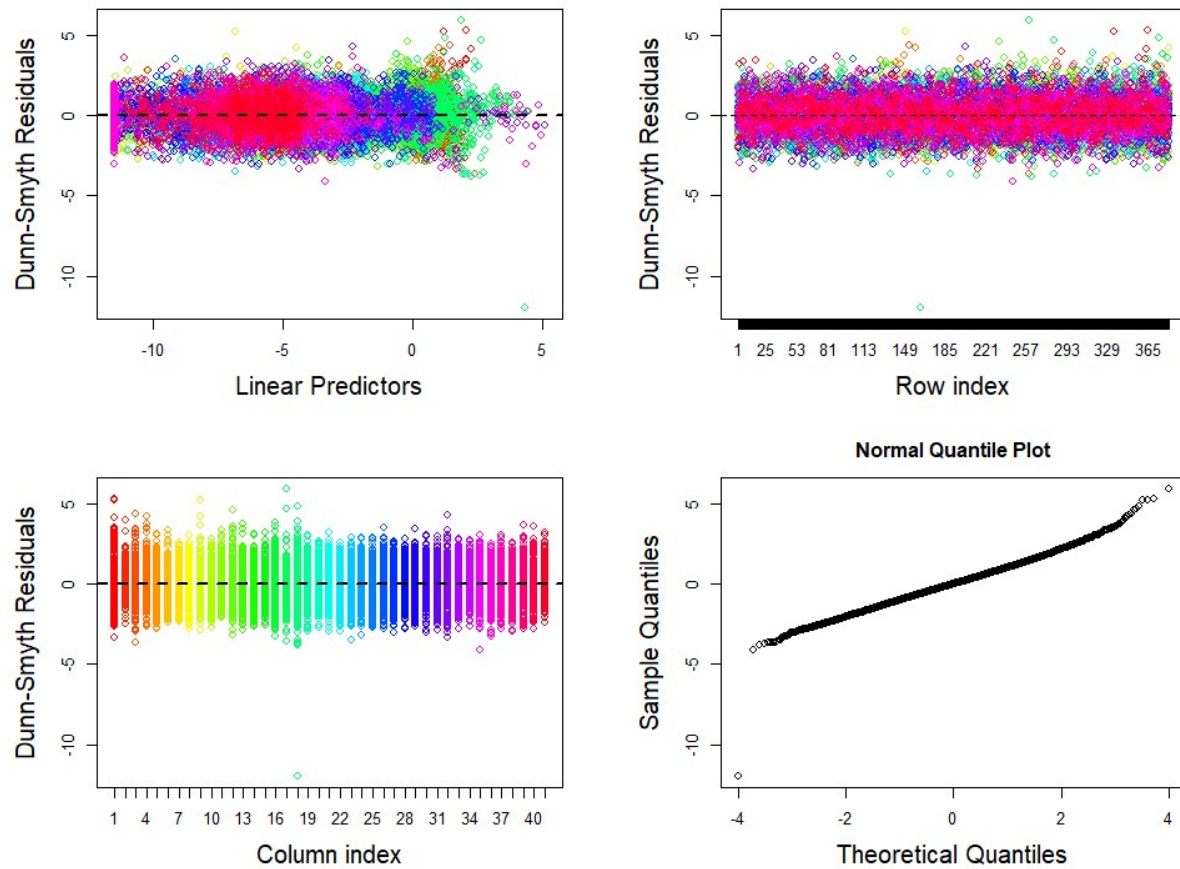 Dunn-Smyth Residuals
5
0
-5
-10
-10 -5 0 5
Linear Predictors
Dunn-Smyth Residuals
5
0
-5
-10
1 25 53 81 113 149 185 221 257 293 329 365
Row index
Dunn-Smyth Residuals
5
0
-5
-10
1 4 7 10 13 16 19 22 25 28 31 34 37 40
Column index
Normal Quantile Plot
Sample Quantiles
5
0
-5
-10
-4 -2 0 2 4
Theoretical Quantiles